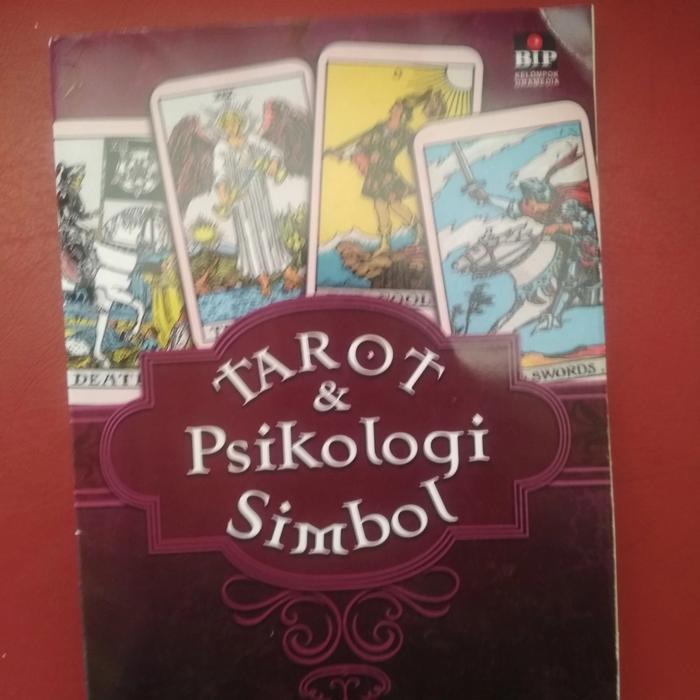 BIP
KELOMPOK
GRAMEDIA
DEATH
FOOL
SWORDS.
TAROT
&
Psikologi
Simbol